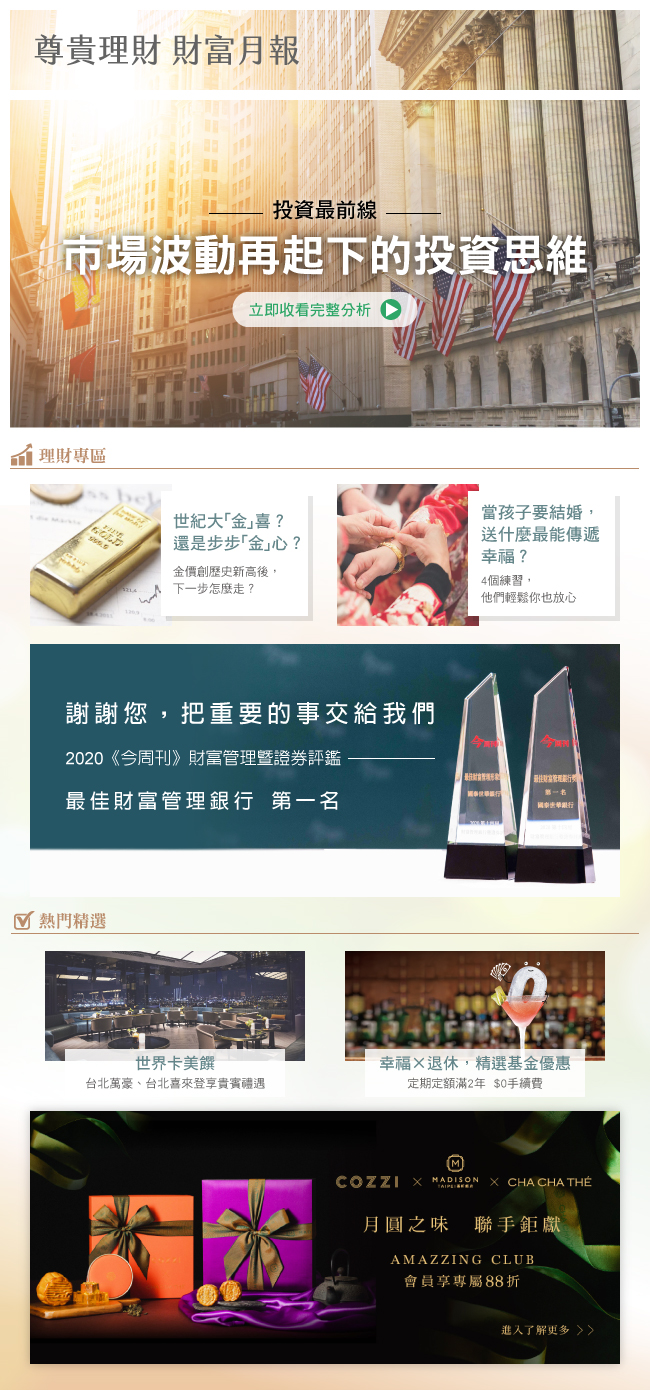 尊貴理財 財富月報
投資最前線
市場波動再起下的投資思維
立即收看完整分析
理財專區
世紀大「金」喜？
還是步步「金」心？
金價創歷史新高後，
下一步怎麼走？
當孩子要結婚，
送什麼最能傳遞
幸福？
4個練習，
他們輕鬆你也放心
謝謝您，把重要的事交給我們
2020《今周刊》財富管理暨證券評鑑
最佳財富管理銀行 第一名
第一名
國泰世華銀行
國泰世華銀行
熱門精選
世界卡美饌
台北萬豪、台北喜來登享貴賓禮遇
幸福×退休，精選基金優惠
定期定額滿2年 $0手續費
COZZI × MADISON × CHA CHA THÉ
月圓之味 聯手鉅獻
AMAZZING CLUB
會員享專屬88折
進入了解更多 >>